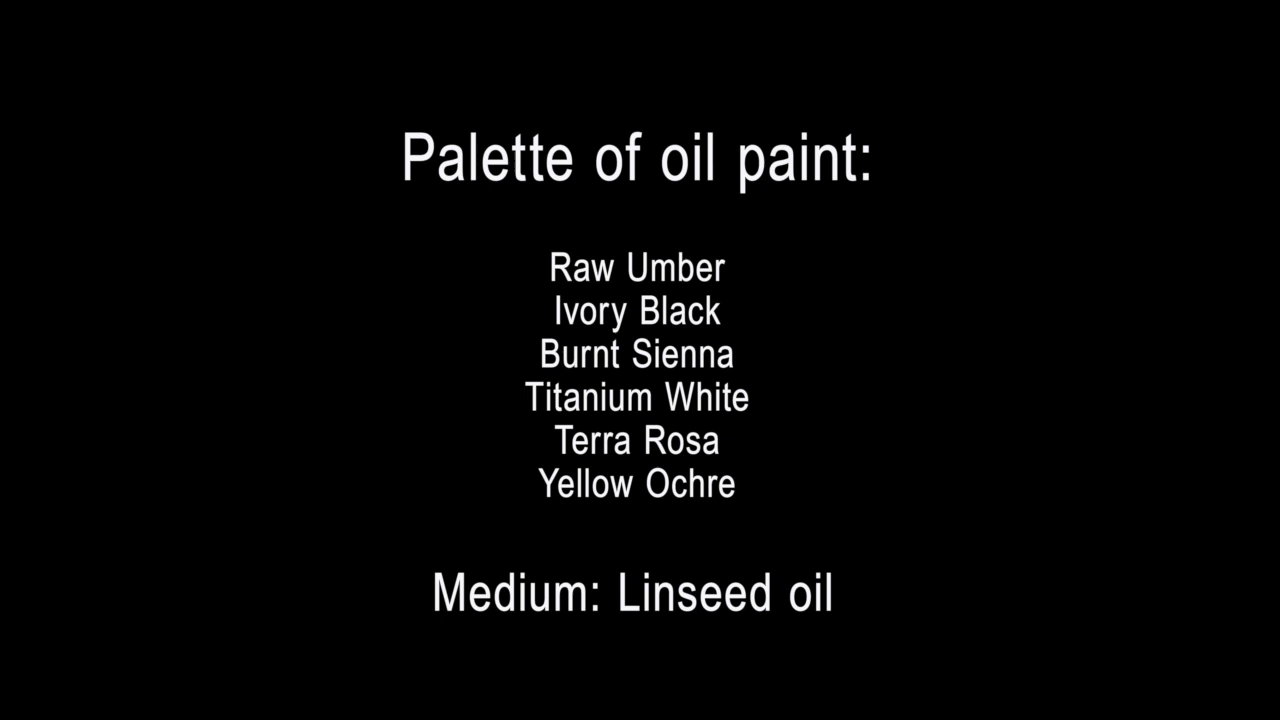 Palette of oil paint:
Raw Umber
Ivory Black
Burnt Sienna
Titanium White
Terra Rosa
Yellow Ochre
Medium: Linseed oil